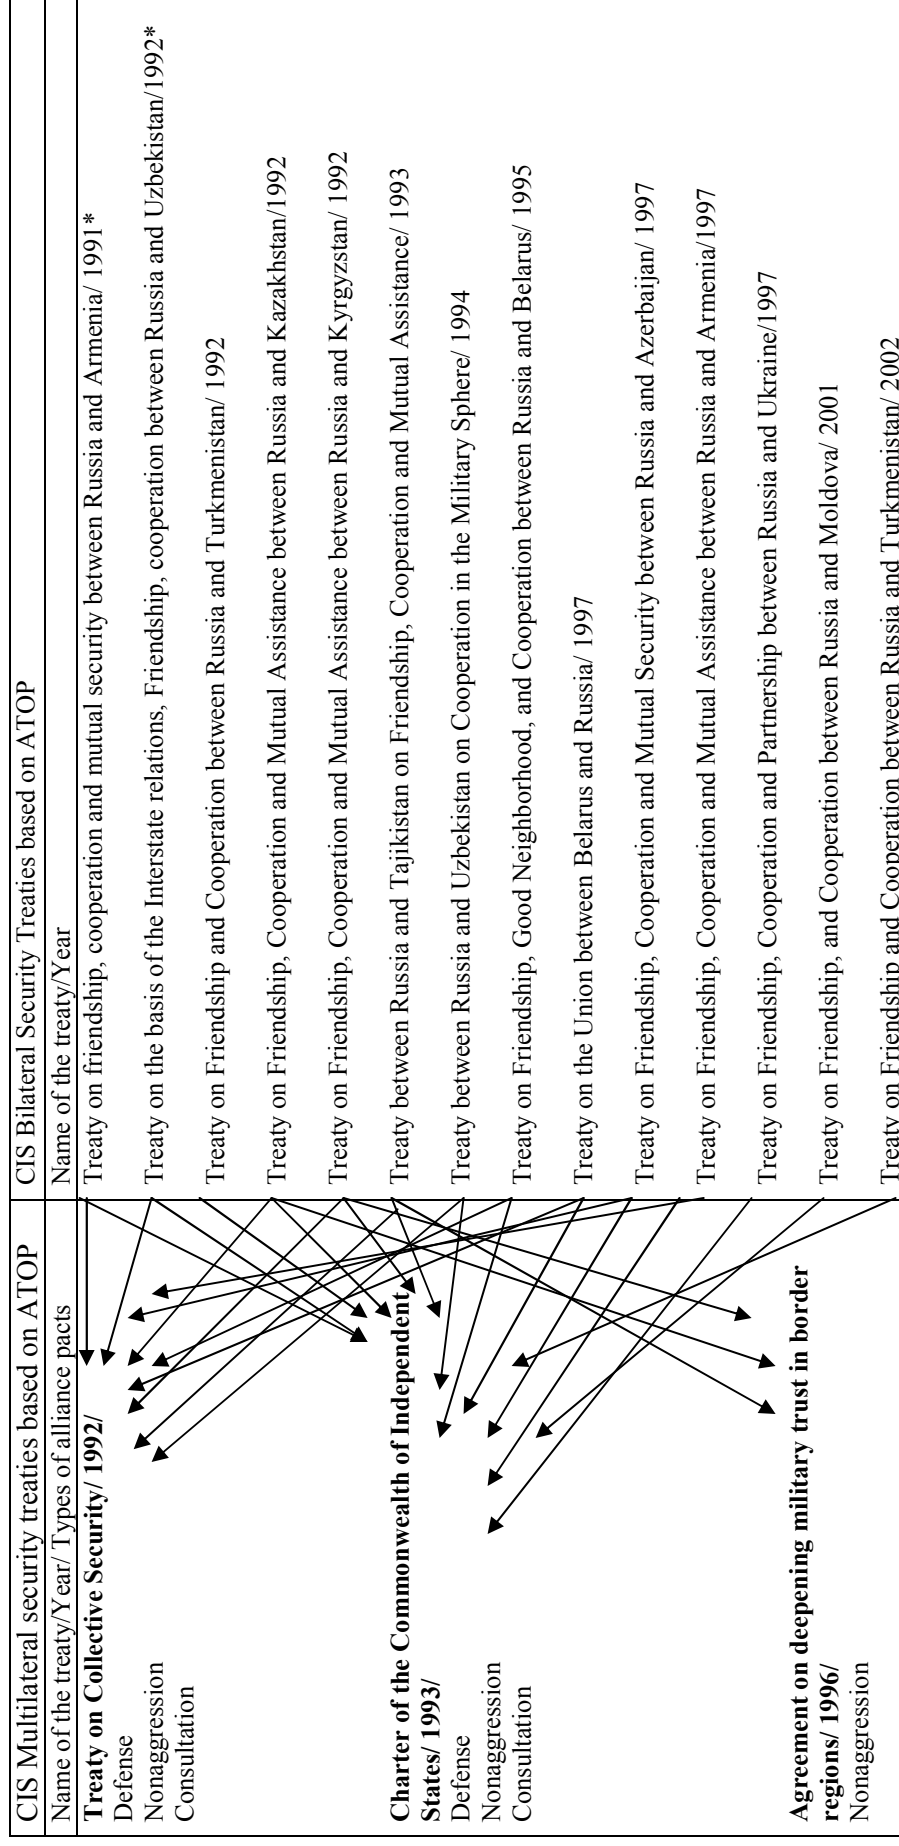 CIS Multilateral security treaties based on ATOP
Name of the treaty/Year/ Types of alliance pacts
Treaty on Collective Security/ 1992/
Defense
Nonaggression
Consultation
Charter of the Commonwealth of Independent
States/ 1993/
Defense
Nonaggression
Consultation
Agreement on deepening military trust in border
regions/ 1996/
Nonaggression
CIS Bilateral Security Treaties based on ATOP
Name of the treaty/Year
Treaty on friendship, cooperation and mutual security between Russia and Armenia/ 1991*
Treaty on the basis of the Interstate relations, Friendship, cooperation between Russia and Uzbekistan/1992*
Treaty on Friendship and Cooperation between Russia and Turkmenistan/ 1992
Treaty on Friendship, Cooperation and Mutual Assistance between Russia and Kazakhstan/1992
Treaty on Friendship, Cooperation and Mutual Assistance between Russia and Kyrgyzstan/ 1992
Treaty between Russia and Tajikistan on Friendship, Cooperation and Mutual Assistance/ 1993
Treaty between Russia and Uzbekistan on Cooperation in the Military Sphere/ 1994
Treaty on Friendship, Good Neighborhood, and Cooperation between Russia and Belarus/ 1995
Treaty on the Union between Belarus and Russia/ 1997
Treaty on Friendship, Cooperation and Mutual Security between Russia and Azerbaijan/ 1997
Treaty on Friendship, Cooperation and Mutual Assistance between Russia and Armenia/1997
Treaty on Friendship, Cooperation and Partnership between Russia and Ukraine/1997
Treaty on Friendship, and Cooperation between Russia and Moldova/ 2001
Treaty on Friendship and Cooperation between Russia and Turkmenistan/ 2002